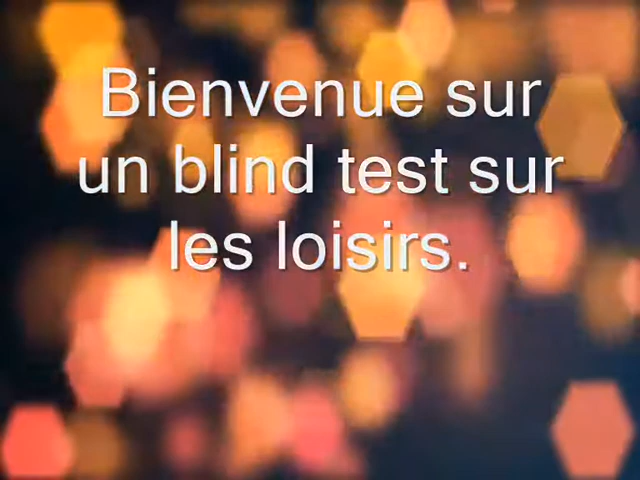 Bienvenue sur
un blind test sur
les loisirs.